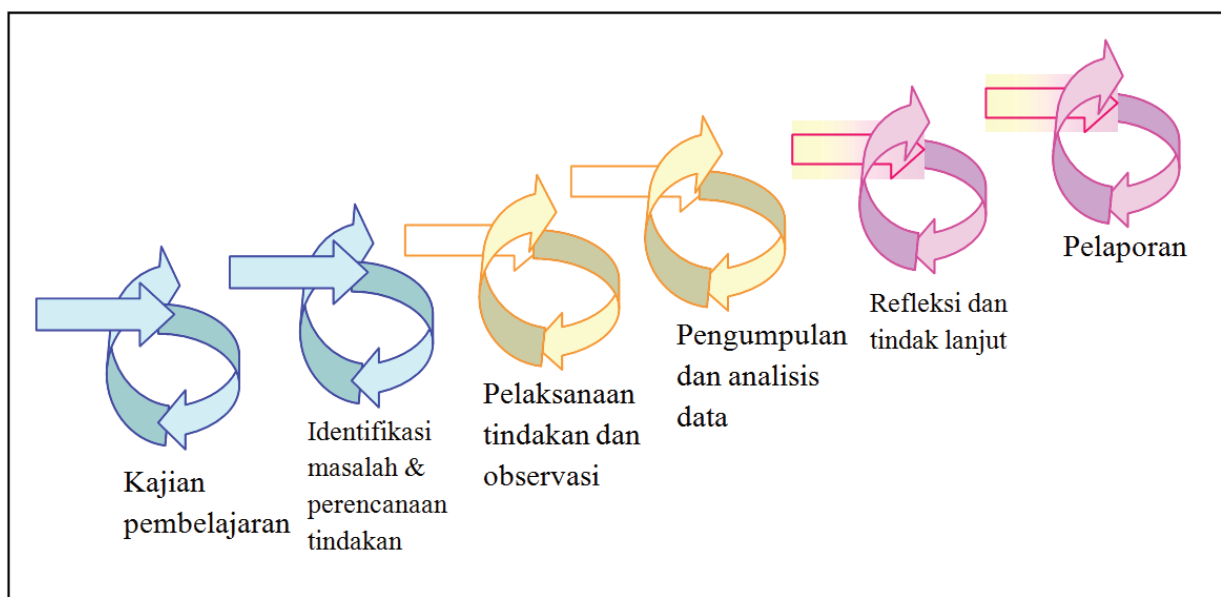 Kajian
pembelajaran
Identifikasi
masalah &
perencanaan
tindakan
Pelaksanaan
tindakan dan
observasi
Pengumpulan
dan analisis
data
Refleksi dan
tindak lanjut
Pelaporan